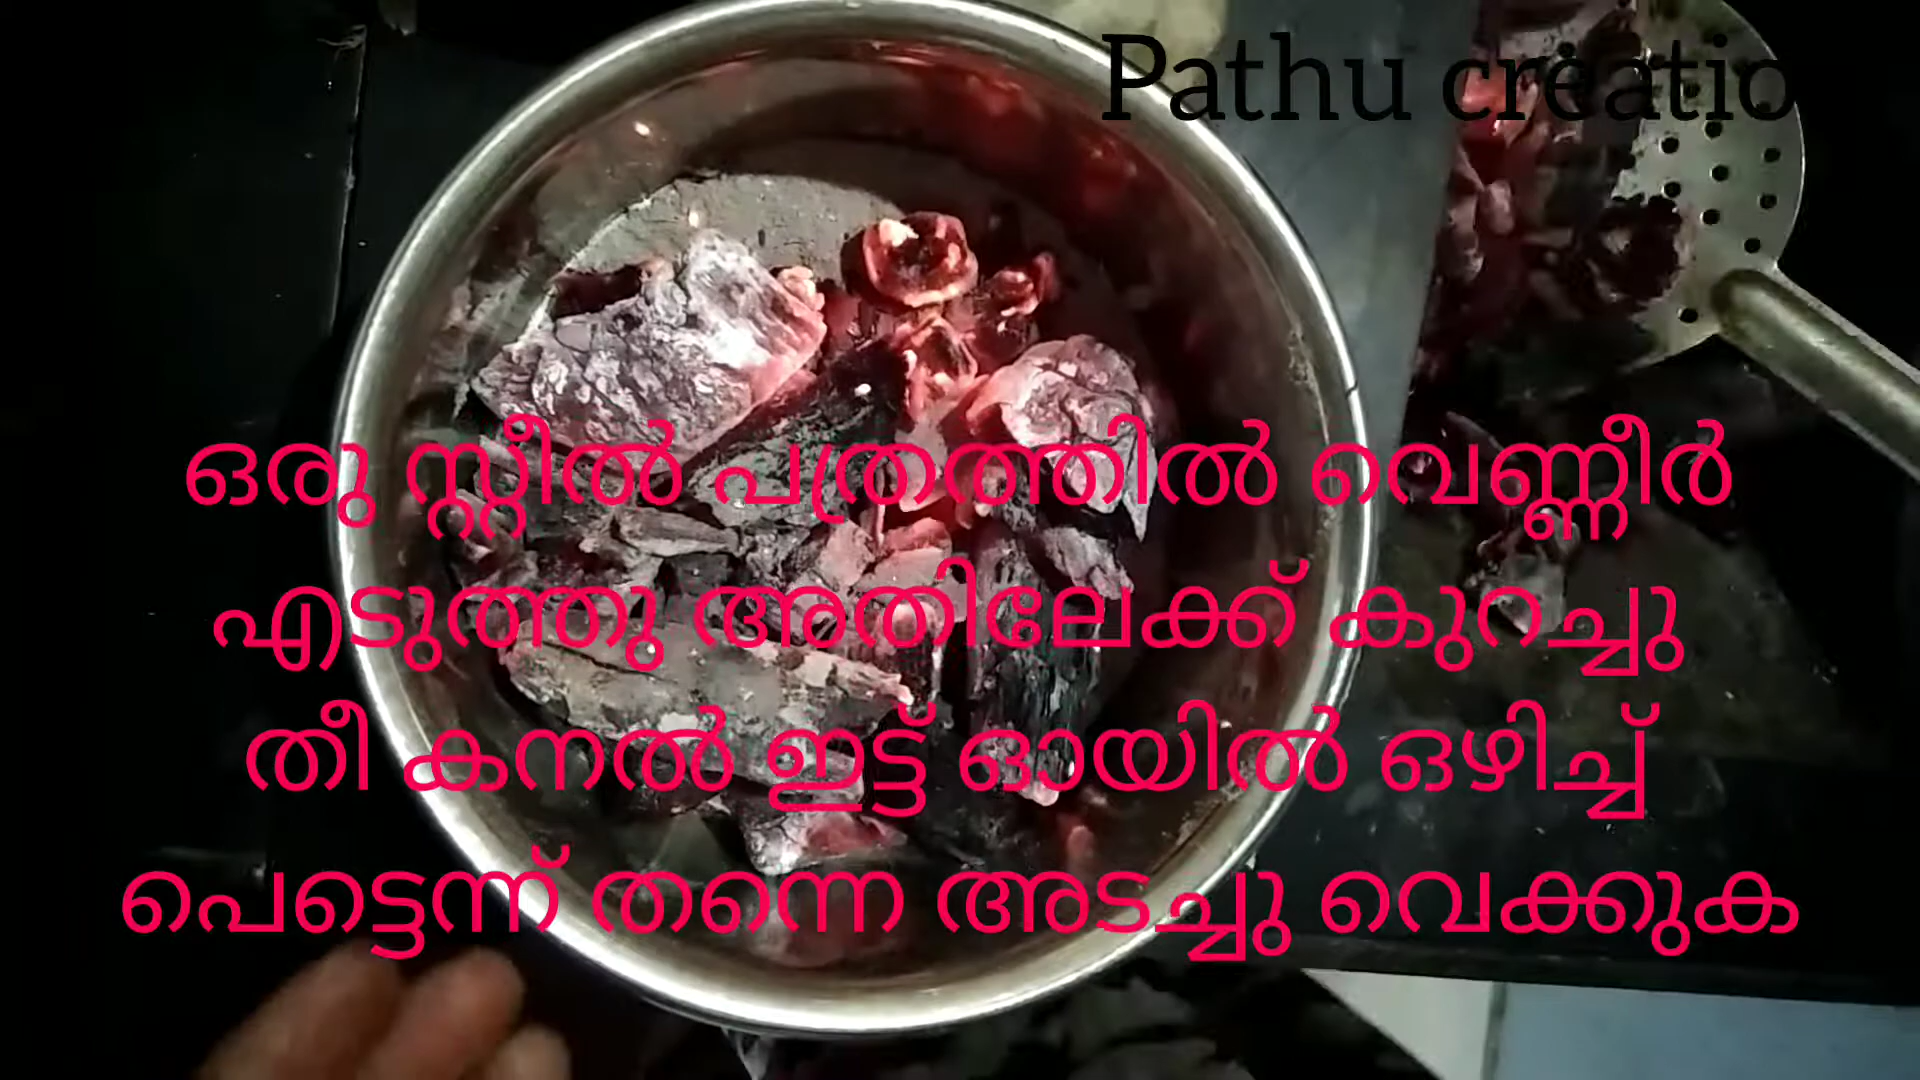 Pathu creatio
ഒരു സ്റ്റീൽ പത്രത്തിൽ വെണ്ണീർ
എടുത്തു അതിലേക്ക് കുറച്ചു
തീ കനൽ ഇട്ട് ഓയിൽ ഒഴിച്ച്
പെട്ടെന്ന് തന്നെ അടച്ചു വെക്കുക